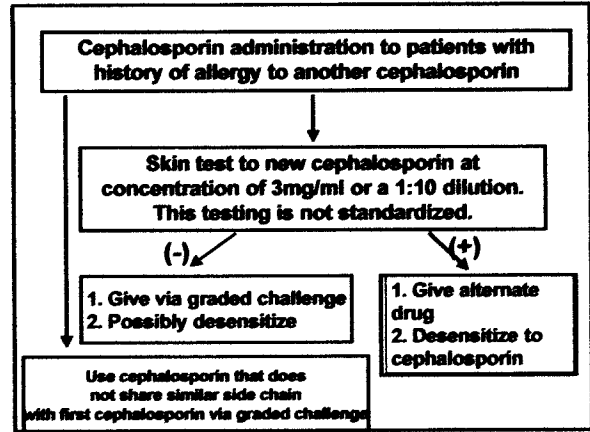 Cephalosporin administration to patients with
history of allergy to another cephalosporin
Skin test to new cephalosporin at
concentration of 3mg/ml or a 1:10 dilution.
This testing is not standardized.
(-)
(+)
1. Give via graded challenge
2. Possibly desensitize
1. Give alternate
drug
2. Desensitize to
cephalosporin
Use cephalosporin that does
not share similar side chain
with first cephalosporin via graded challenge